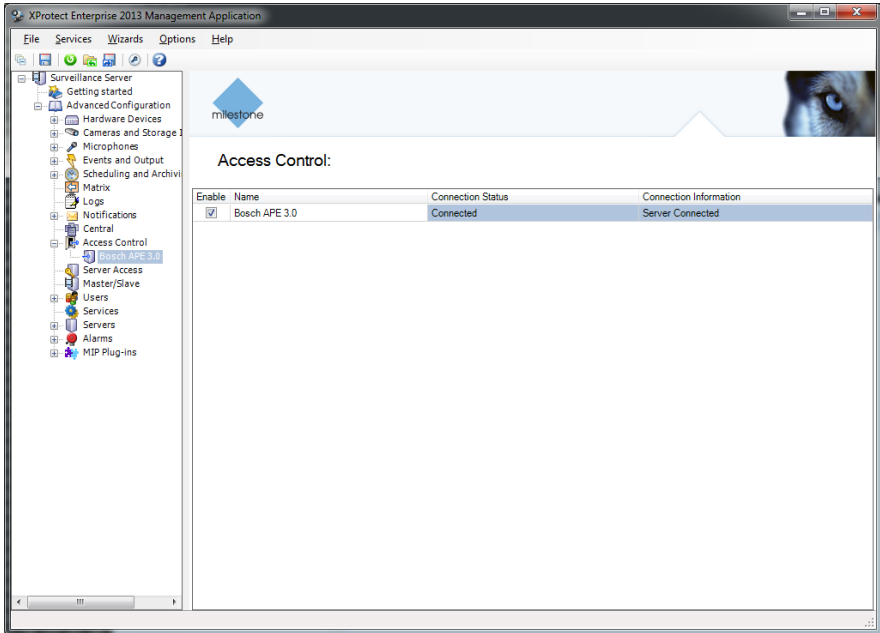 XProtect Enterprise 2013 Management Application
File Services Wizards Options Help
Surveillance Server
Getting started
Advanced Configuration
Hardware Devices
Cameras and Storage I
Microphones
Events and Output
Scheduling and Archivi
Matrix
Logs
Notifications
Central
Access Control
Bosch APE 3.0
Server Access
Master/Slave
Users
Services
Servers
Alarms
MIP Plug-ins
milestone
Access Control:
Enable Name Connection Status Connection Information
Bosch APE 3.0 Connected Server Connected